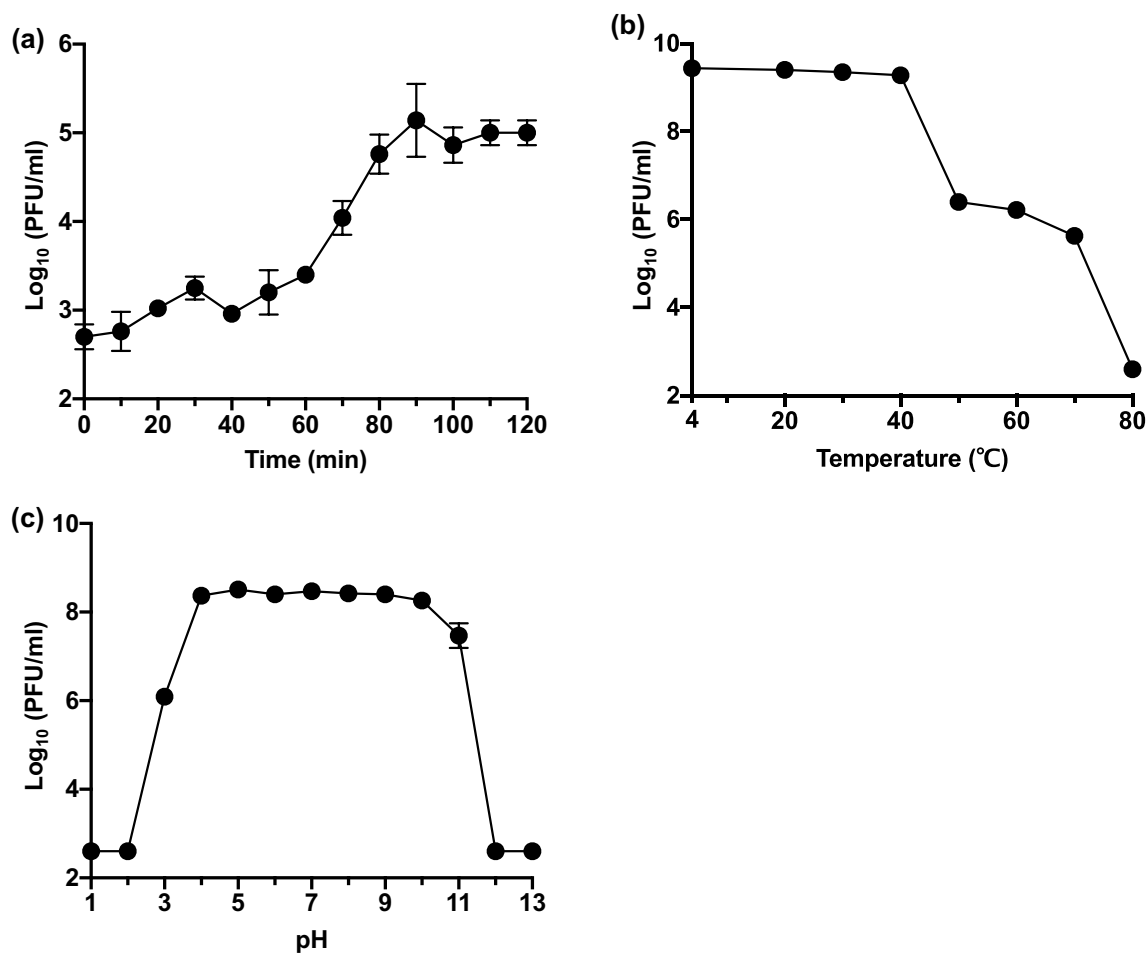 (a)
6
5
4
3
2
Log₁₀ (PFU/ml)
0 20 40 60 80 100 120
Time (min)
(b)
10
8
6
4
2
Log₁₀ (PFU/ml)
4 20 40 60 80
Temperature (℃)
(c)
10
8
6
4
2
Log₁₀ (PFU/ml)
1 3 5 7 9 11 13
pH